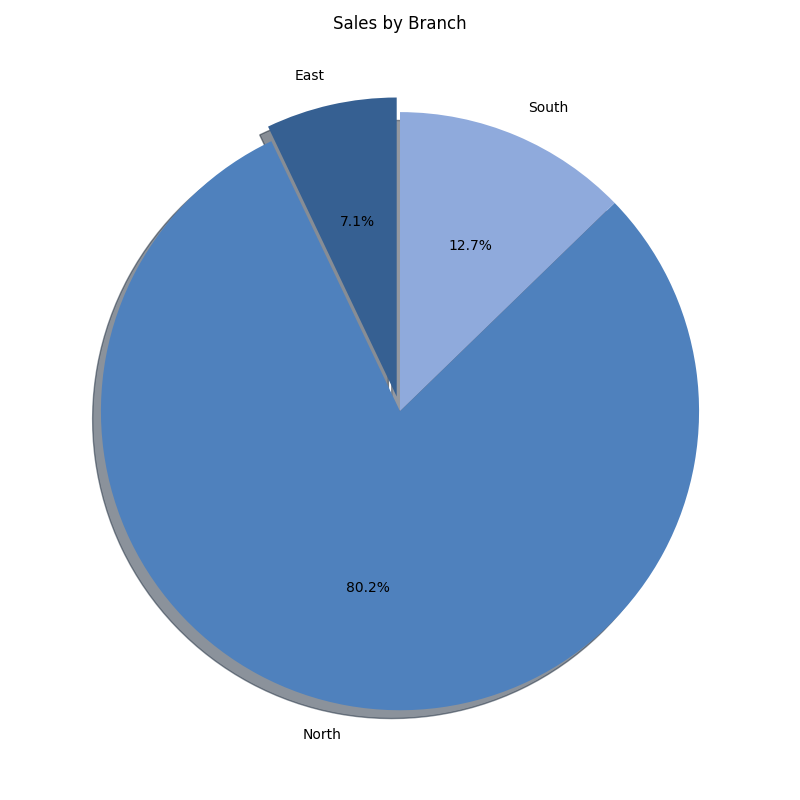 Sales by Branch
East
South
7.1%
12.7%
80.2%
North